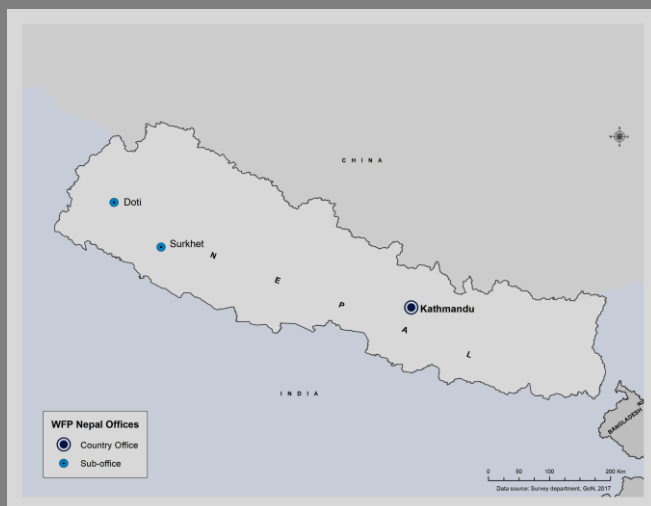 CHINA
Doti
Surkhet
NEPAL
Kathmandu
INDIA
BANGLADESH
WFP Nepal Offices
Country Office
Sub-office
0 50 100 200 Km
Data source: Survey department, GoN, 2017